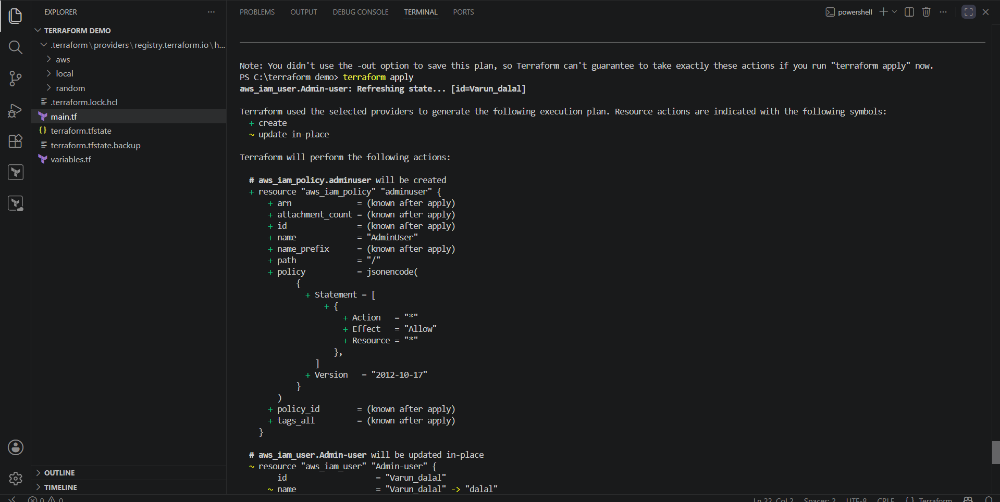 EXPLORER
TERRAFORM DEMO
.terraform\providers\registry.terraform.io\h...
aws
local
random
.terraform.lock.hcl
main.tf
terraform.tfstate
terraform.tfstate.backup
variables.tf
OUTLINE
TIMELINE
PROBLEMS OUTPUT DEBUG CONSOLE TERMINAL PORTS
powershell
Note: You didn't use the -out option to save this plan, so Terraform can't guarantee to take exactly these actions if you run "terraform apply" now.
PS C:\terraform demo> terraform apply
aws_iam_user.Admin-user: Refreshing state... [id=Varun_dalal]
Terraform used the selected providers to generate the following execution plan. Resource actions are indicated with the following symbols:
+ create
~ update in-place
Terraform will perform the following actions:
# aws_iam_policy.adminuser will be created
+ resource "aws_iam_policy" "adminuser" {
+ arn = (known after apply)
+ attachment_count = (known after apply)
+ id = (known after apply)
+ name = "AdminUser"
+ name_prefix = (known after apply)
+ path = "/"
+ policy = jsonencode(
{
+ Statement = [
+ {
+ Action = "*"
+ Effect = "Allow"
+ Resource = "*"
},
]
+ Version = "2012-10-17"
}
)
+ policy_id = (known after apply)
+ tags_all = (known after apply)
}
# aws_iam_user.Admin-user will be updated in-place
~ resource "aws_iam_user" "Admin-user" {
id = "Varun_dalal"
~ name = "Varun_dalal" -> "dalal"
0 0
Ln 22, Col 2 Spaces: 2 UTF-8 CRLF {} Terraform